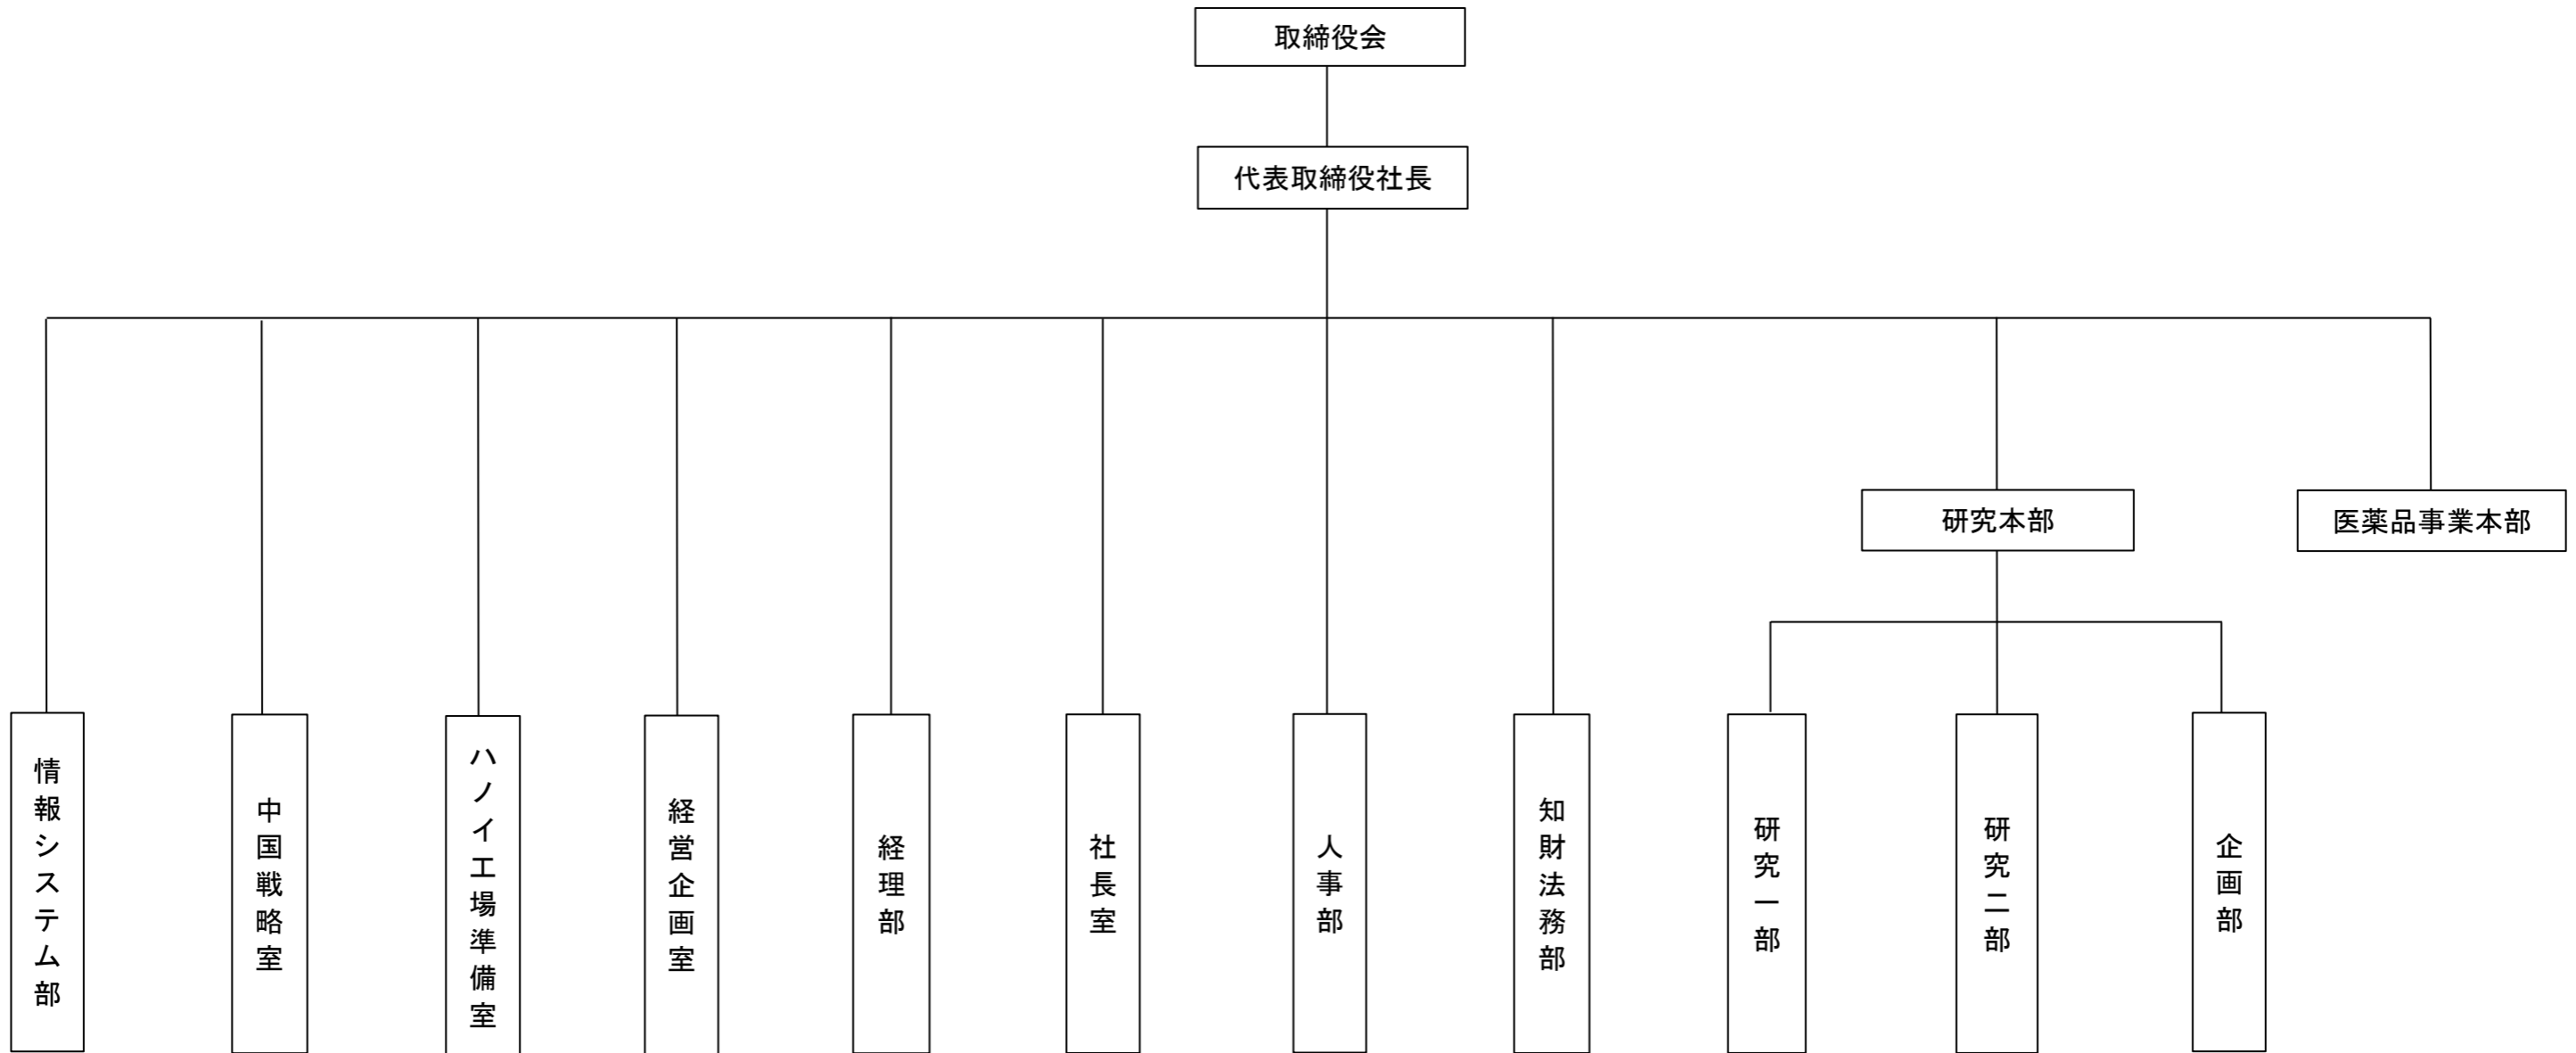 取締役会
代表取締役社長
研究本部
医薬品事業本部
情報システム部
中国戦略室
ハノイ工場準備室
経営企画室
経理部
社長室
人事部
知財法務部
研究一部
研究二部
企画部